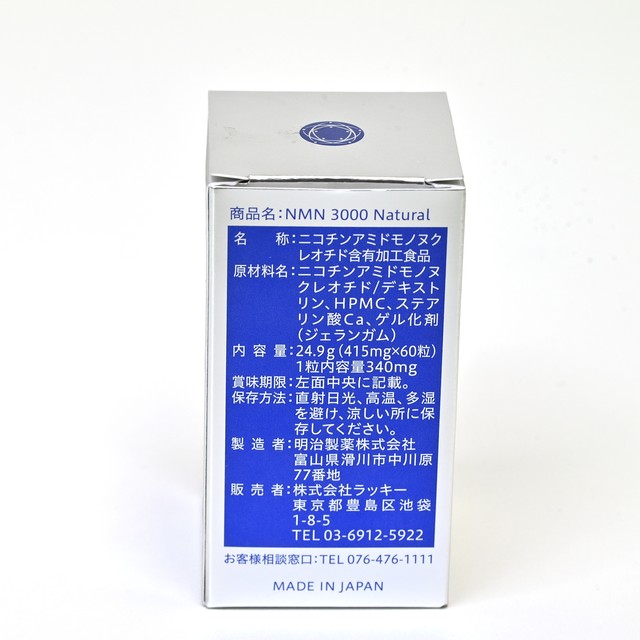 商品名：NMN 3000 Natural
名　　称：ニコチンアミドモノヌク
レオチド含有加工食品
原材料名：ニコチンアミドモノヌ
クレオチド/デキスト
リン、HPMC、ステア
リン酸Ca、ゲル化剤
（ジェランガム）
内 容 量：24.9g（415mg×60粒）
1粒内容量340mg
賞味期限：左面中央に記載。
保存方法：直射日光、高温、多湿
を避け、涼しい所に保
存してください。
製 造 者：明治製薬株式会社
富山県滑川市中川原
77番地
販 売 者：株式会社ラッキー
東京都豊島区池袋
1-8-5
TEL 03-6912-5922
お客様相談窓口：TEL 076-476-1111
MADE IN JAPAN